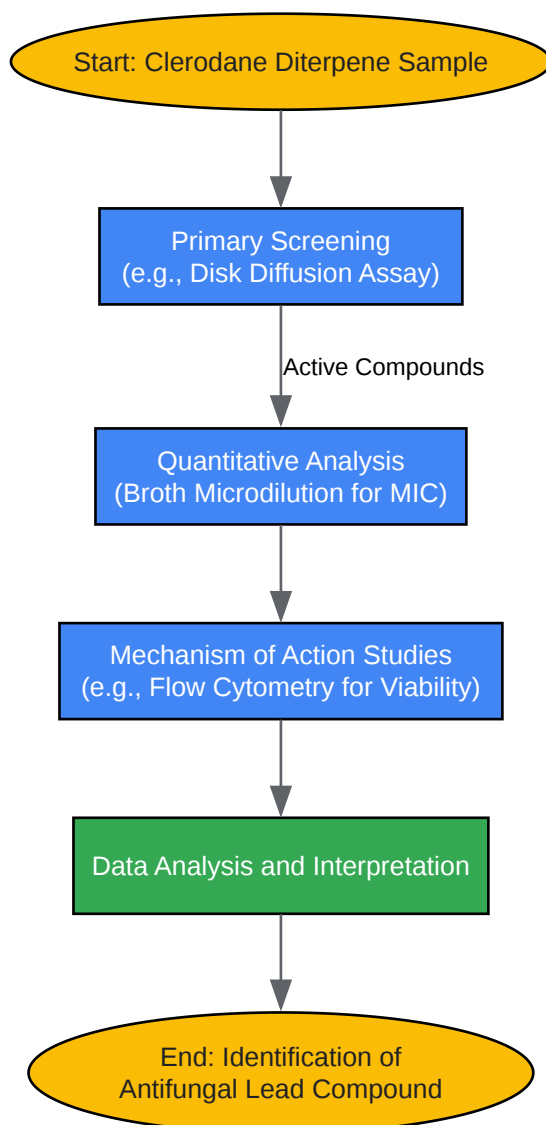 Start: Clerodane Diterpene Sample
Primary Screening
(e.g., Disk Diffusion Assay)
Active Compounds
Quantitative Analysis
(Broth Microdilution for MIC)
Mechanism of Action Studies
(e.g., Flow Cytometry for Viability)
Data Analysis and Interpretation
End: Identification of
Antifungal Lead Compound